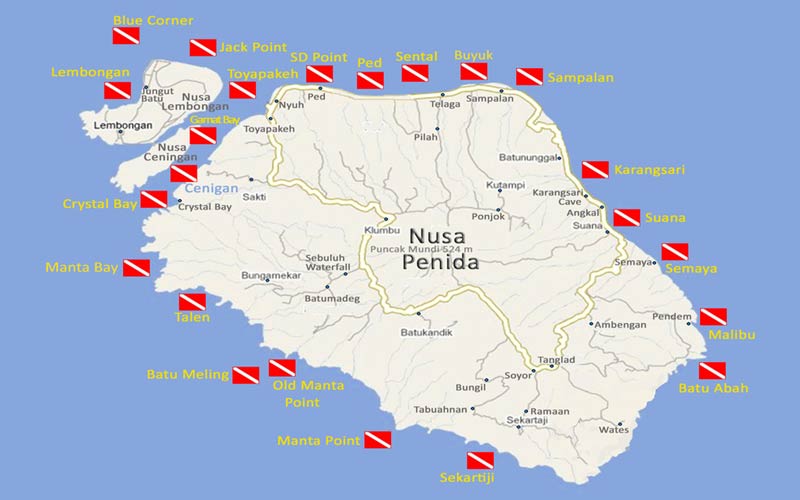 Blue Corner
Jack Point
SD Point
Ped
Sental
Buyuk
Sampalan
Lembongan
Toyapakeh
Jungut
Batu
Nusa
Lembongan
Lembongan
Gamat Bay
Nyuh
Ped
Telaga
Sampalan
Toyapakeh
Pilah
Nusa
Ceningan
Batununggal
Karangsari
Cenigan
Sakti
Kutampi
Karangsari
Cave
Crystal Bay
Crystal Bay
Ponjok
Angkal
Suana
Suana
Klumbu
Nusa
Penida
Puncak Mundi 524 m
Manta Bay
Sebuluh
Waterfall
Bungamekar
Batumadeg
Semaya
Semaya
Talen
Pendem
Malibu
Batukandik
Ambengan
Batu Meling
Old Manta
Point
Tanglad
Soyor
Bungil
Batu Abah
Tabuahnan
Ramaan
Sekartaji
Wates
Manta Point
Sekartiji